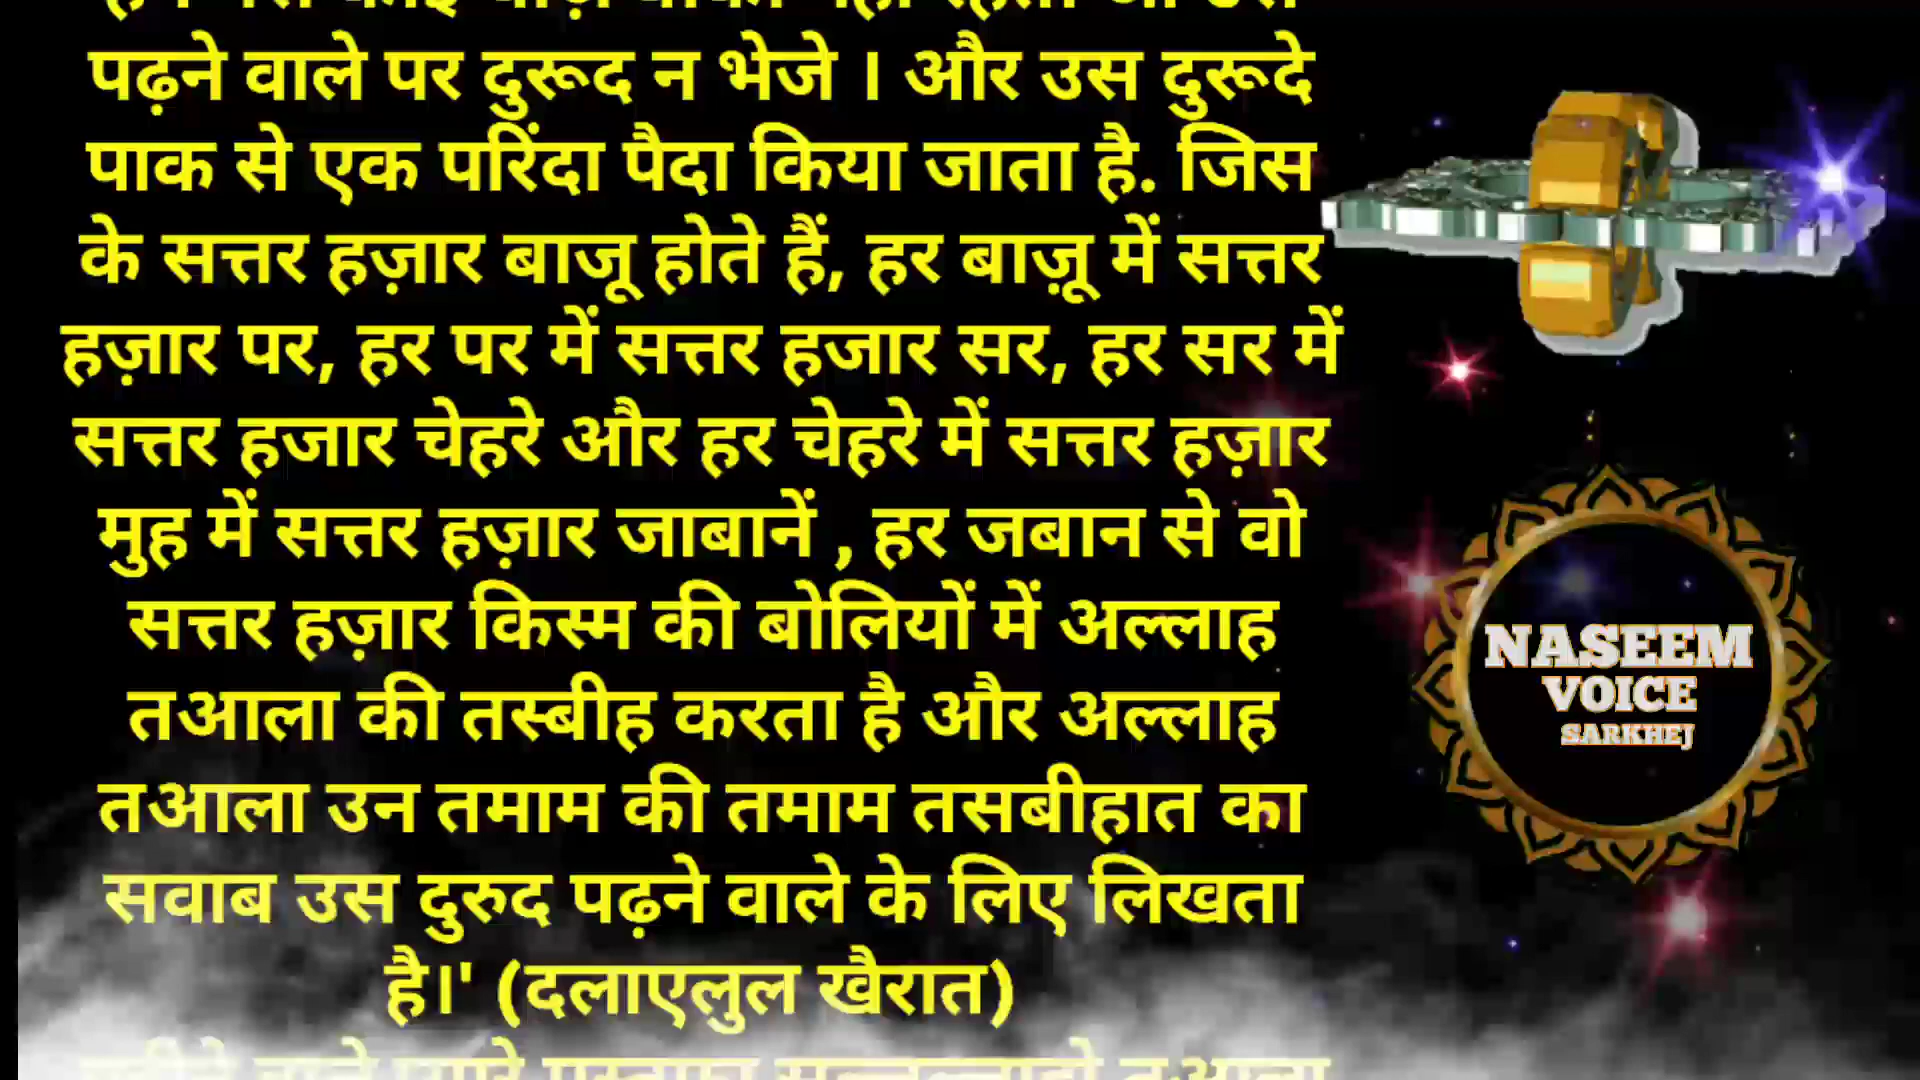 पढ़ने वाले पर दुरूद न भेजे । और उस दुरूदे
पाक से एक परिंदा पैदा किया जाता है. जिस
के सत्तर हज़ार बाजू होते हैं, हर बाज़ू में सत्तर
हज़ार पर, हर पर में सत्तर हजार सर, हर सर में
सत्तर हजार चेहरे और हर चेहरे में सत्तर हज़ार
मुह में सत्तर हज़ार जाबानें , हर जबान से वो
सत्तर हज़ार किस्म की बोलियों में अल्लाह
तआला की तस्बीह करता है और अल्लाह
तआला उन तमाम की तमाम तसबीहात का
सवाब उस दुरुद पढ़ने वाले के लिए लिखता
है।' (दलाएलुल खैरात)
NASEEM
VOICE
SARKHEJ